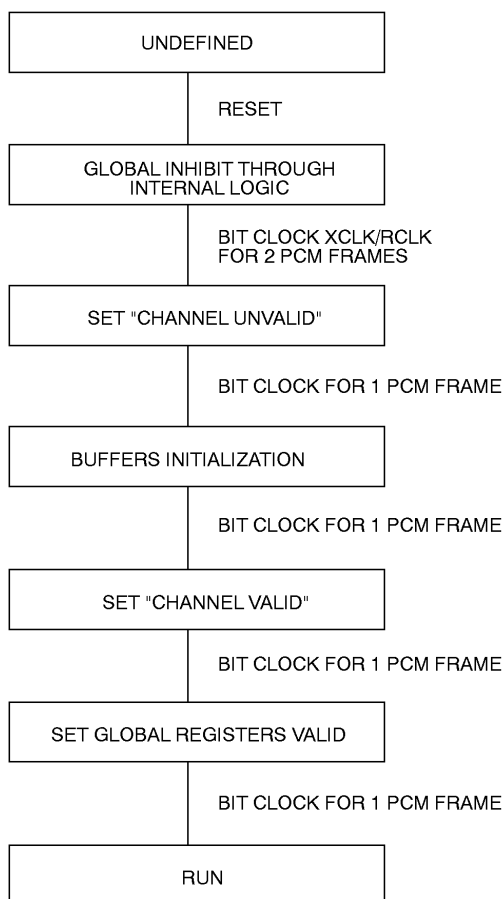 UNDEFINED
RESET
GLOBAL INHIBIT THROUGH
INTERNAL LOGIC
BIT CLOCK XCLK/RCLK
FOR 2 PCM FRAMES
SET "CHANNEL UNVALID"
BIT CLOCK FOR 1 PCM FRAME
BUFFERS INITIALIZATION
BIT CLOCK FOR 1 PCM FRAME
SET "CHANNEL VALID"
BIT CLOCK FOR 1 PCM FRAME
SET GLOBAL REGISTERS VALID
BIT CLOCK FOR 1 PCM FRAME
RUN